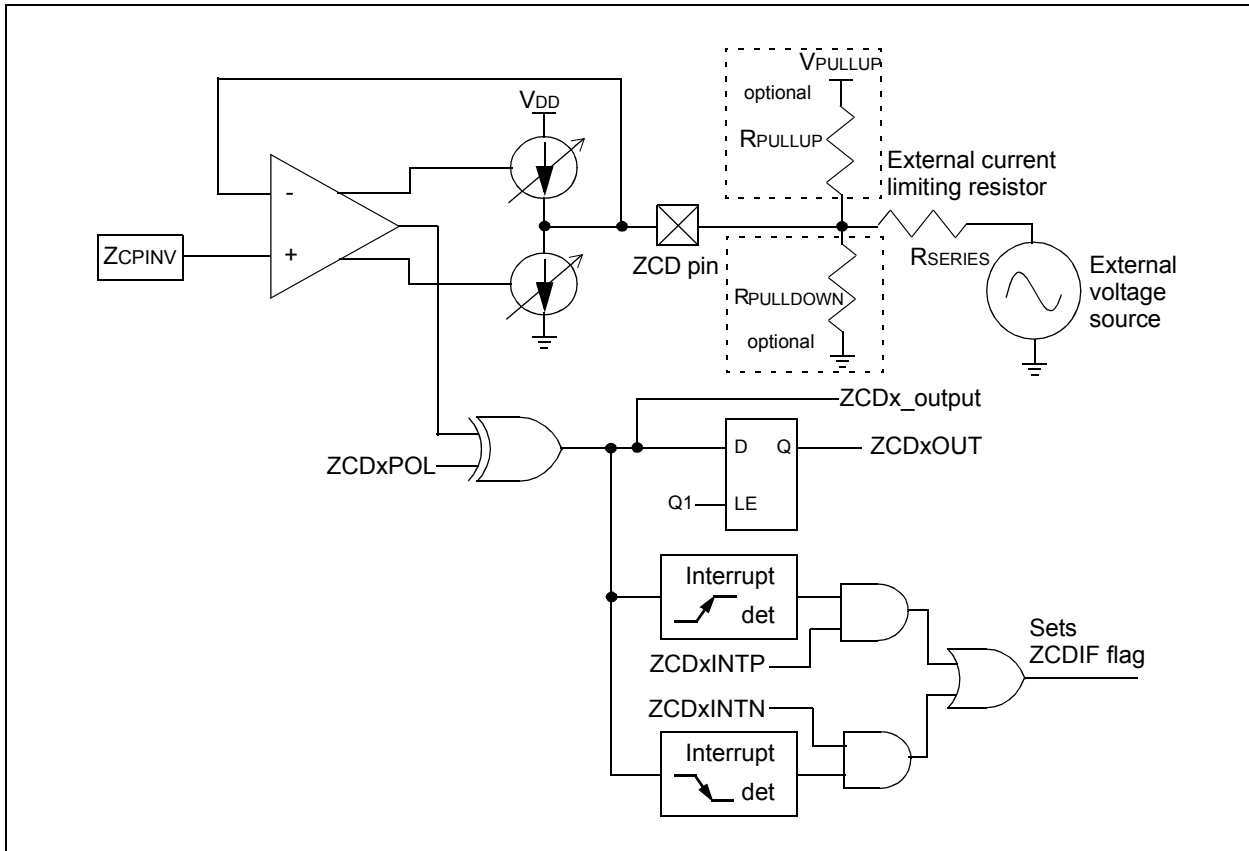 VPULLUP
optional
RPULLUP
VDD
External current
limiting resistor
-
+
ZCPINV
ZCD pin
RSERIES
External
voltage
source
RPULLDOWN
optional
ZCDx_output
ZCDxPOL
D Q
ZCDxOUT
Q1
LE
Interrupt
det
ZCDxINTP
Sets
ZCDIF flag
ZCDxINTN
Interrupt
det